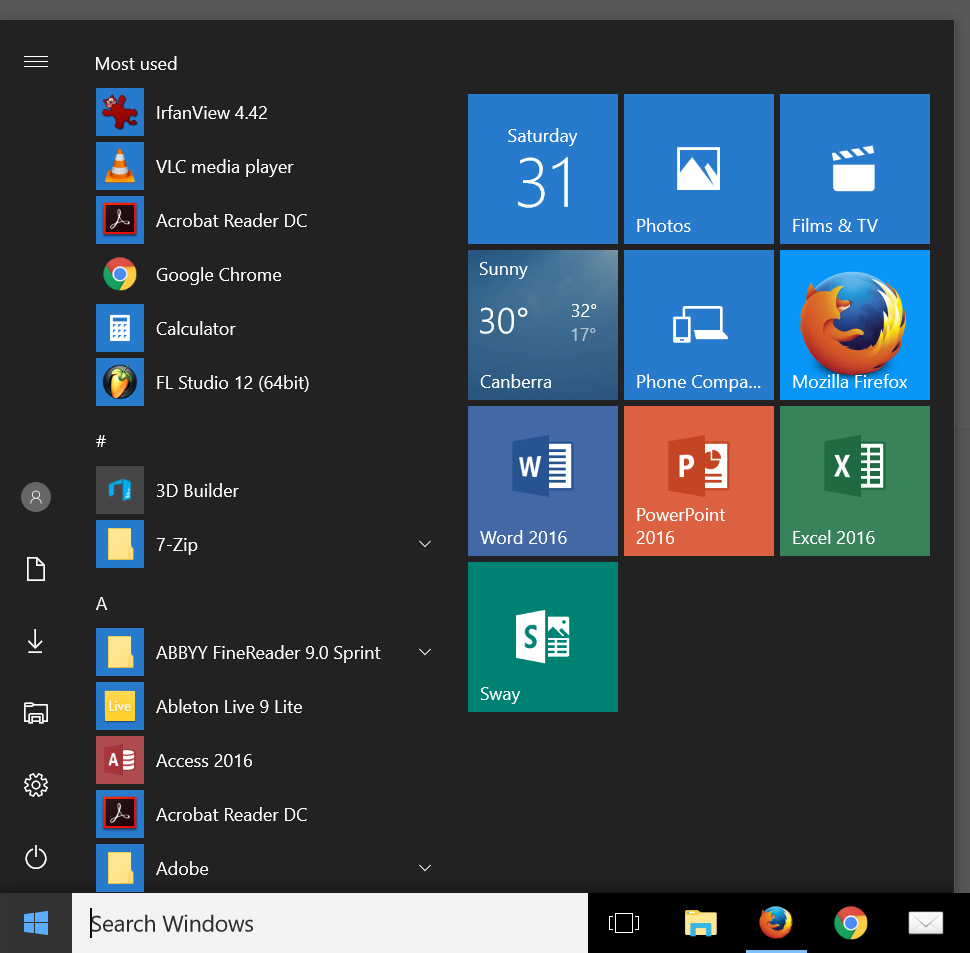 Most used
IrfanView 4.42
VLC media player
Acrobat Reader DC
Google Chrome
Calculator
FL Studio 12 (64bit)
#
3D Builder
7-Zip
A
ABBYY FineReader 9.0 Sprint
Live
Ableton Live 9 Lite
A
Access 2016
Acrobat Reader DC
Adobe
Saturday
31
Photos
Films & TV
Sunny
30°
32°
17°
Canberra
Phone Compa...
Mozilla Firefox
W
Word 2016
P
PowerPoint
2016
X
Excel 2016
S
Sway
Search Windows